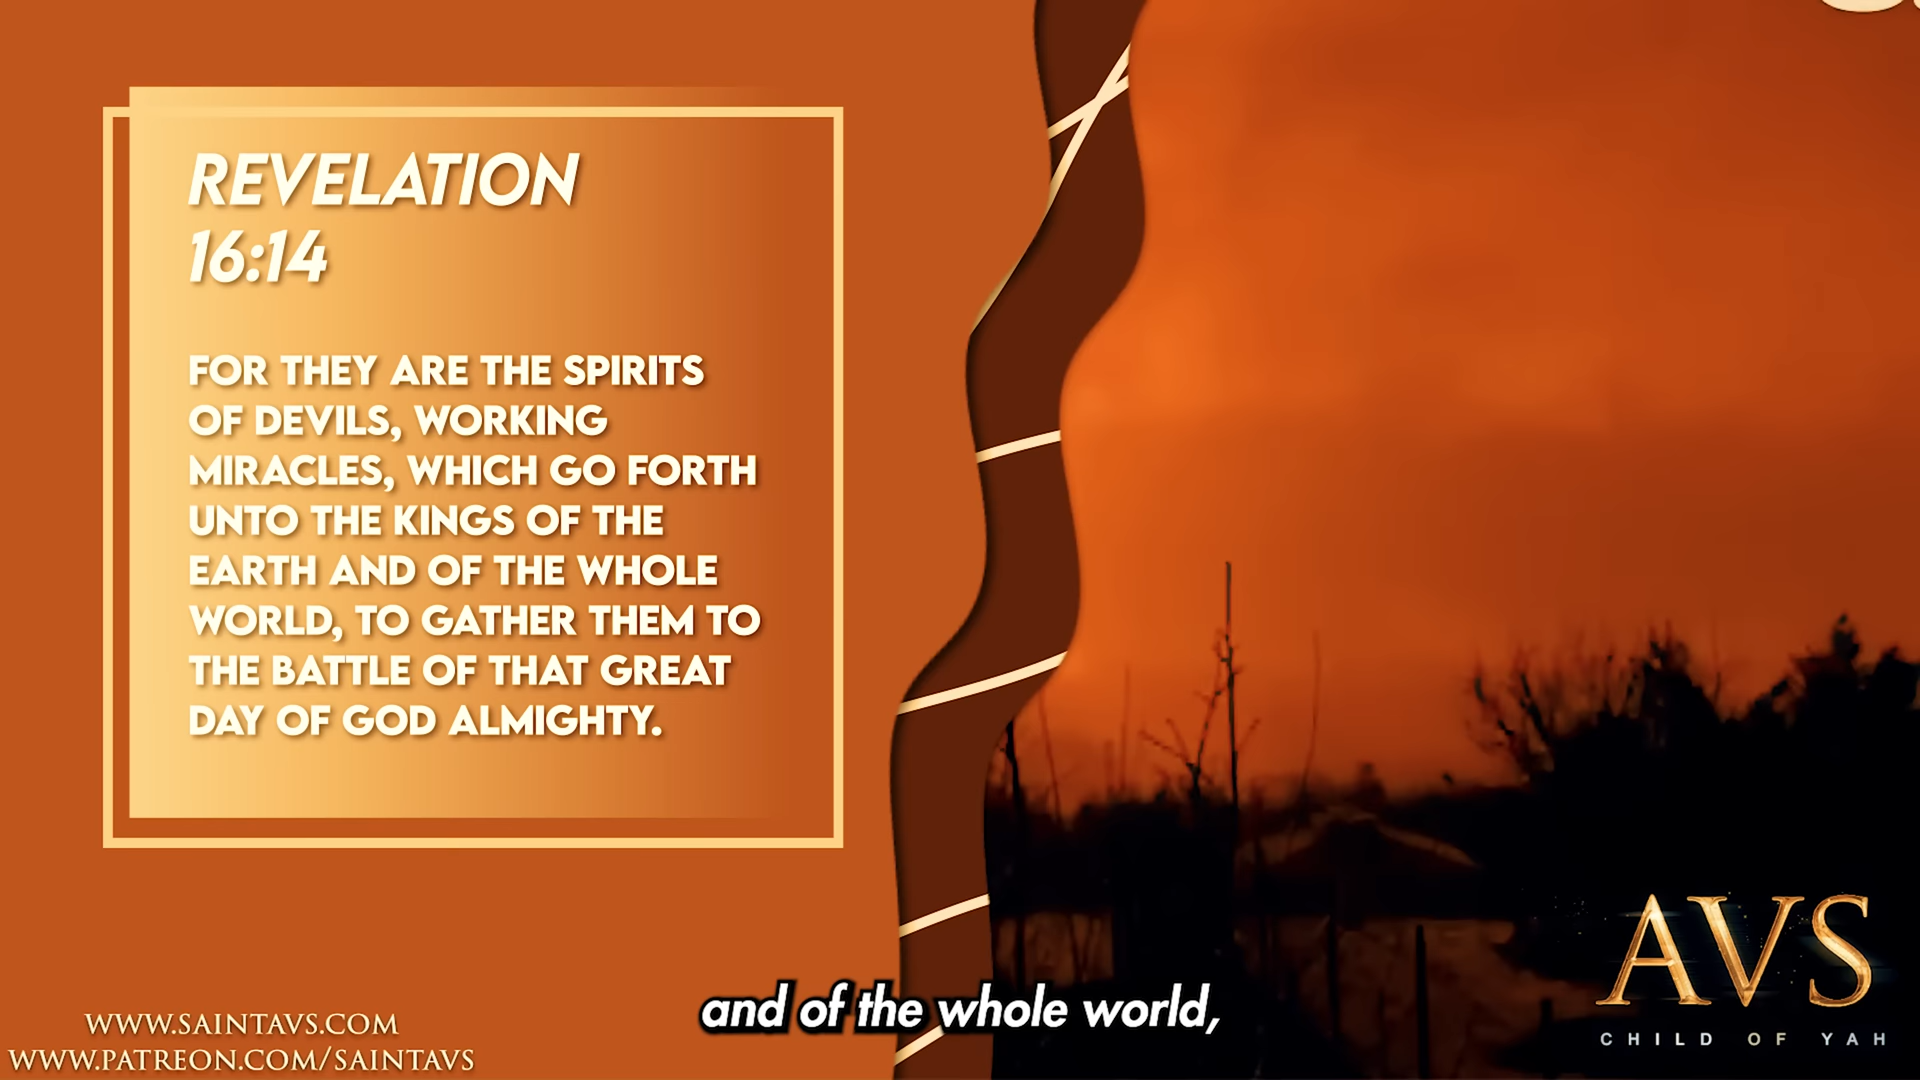 REVELATION
16:14
FOR THEY ARE THE SPIRITS
OF DEVILS, WORKING
MIRACLES, WHICH GO FORTH
UNTO THE KINGS OF THE
EARTH AND OF THE WHOLE
WORLD, TO GATHER THEM TO
THE BATTLE OF THAT GREAT
DAY OF GOD ALMIGHTY.
and of the whole world,
WWW.SAINTAVS.COM
WWW.PATREON.COM/SAINTAVS
AVS
CHILD OF YAH